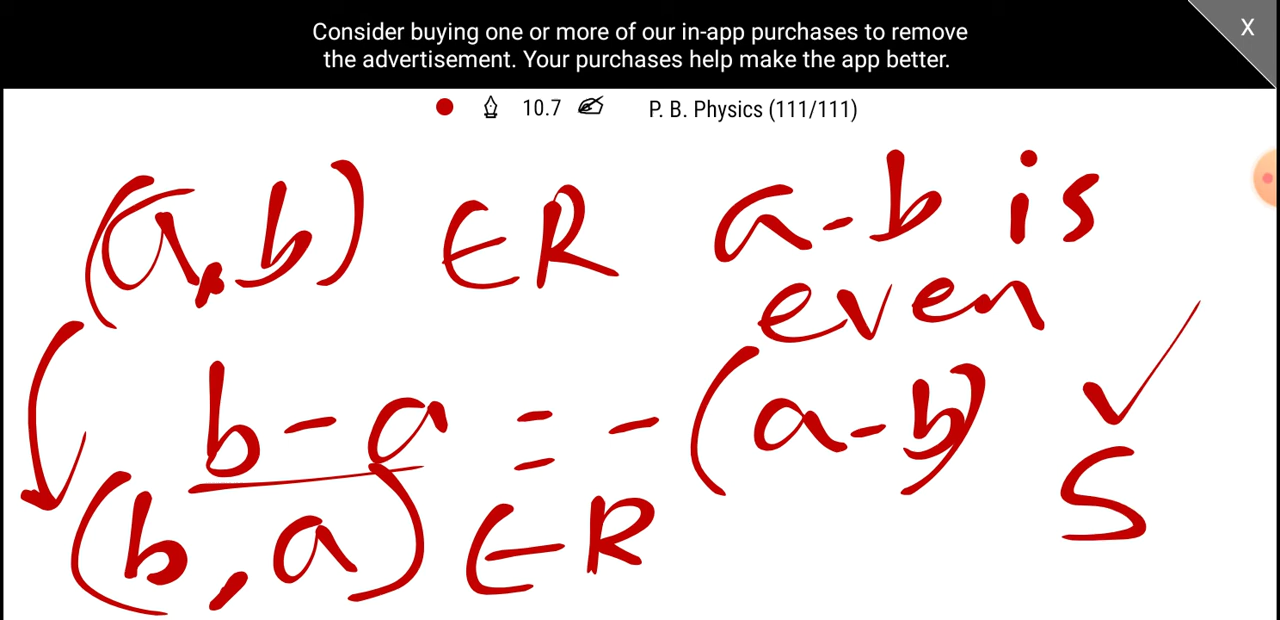 Consider buying one or more of our in-app purchases to remove
the advertisement. Your purchases help make the app better.
X
10.7 P. B. Physics (111/111)
(a, b) ∈ R a-b is
even
b - a = - (a-b) ✓
(b, a) ∈ R S